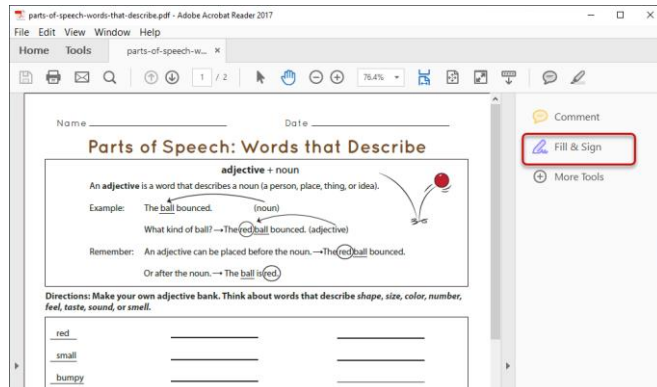 parts-of-speech-words-that-describe.pdf - Adobe Acrobat Reader 2017
File Edit View Window Help
Home Tools parts-of-speech-w... ×
1 / 2 76.4%
Name Date
Parts of Speech: Words that Describe
adjective + noun
An adjective is a word that describes a noun (a person, place, thing, or idea).
Example: The ball bounced. (noun)
What kind of ball? → The red ball bounced. (adjective)
Remember: An adjective can be placed before the noun. → The red ball bounced.
Or after the noun. → The ball is red.
Directions: Make your own adjective bank. Think about words that describe shape, size, color, number,
feel, taste, sound, or smell.
red
small
bumpy
Comment
Fill & Sign
More Tools